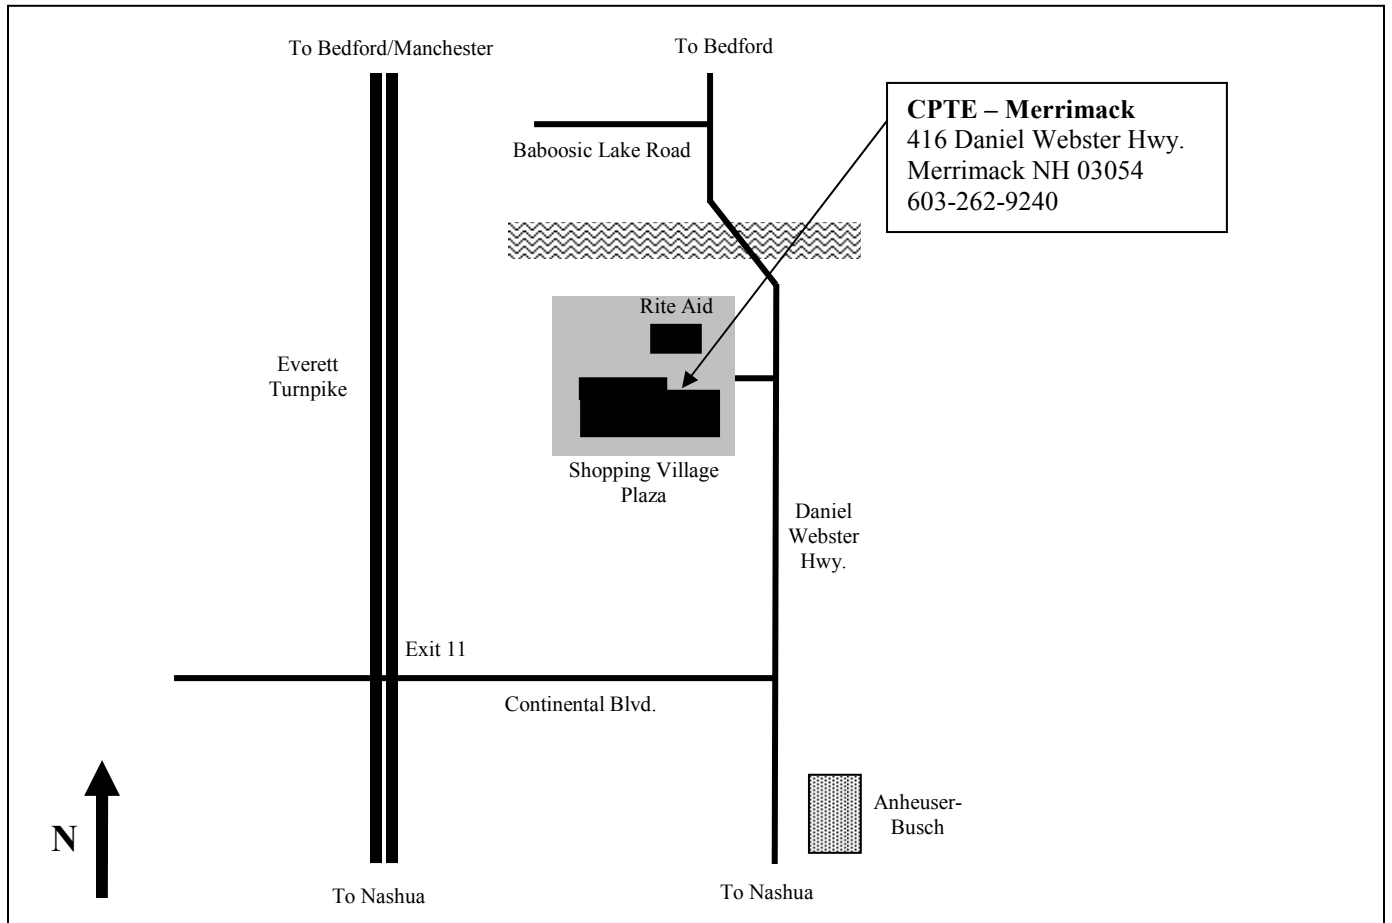 To Bedford/Manchester
To Bedford
CPTE – Merrimack
416 Daniel Webster Hwy.
Merrimack NH 03054
603-262-9240
Baboosic Lake Road
Rite Aid
Everett
Turnpike
Shopping Village
Plaza
Daniel
Webster
Hwy.
Exit 11
Continental Blvd.
N
Anheuser-
Busch
To Nashua
To Nashua